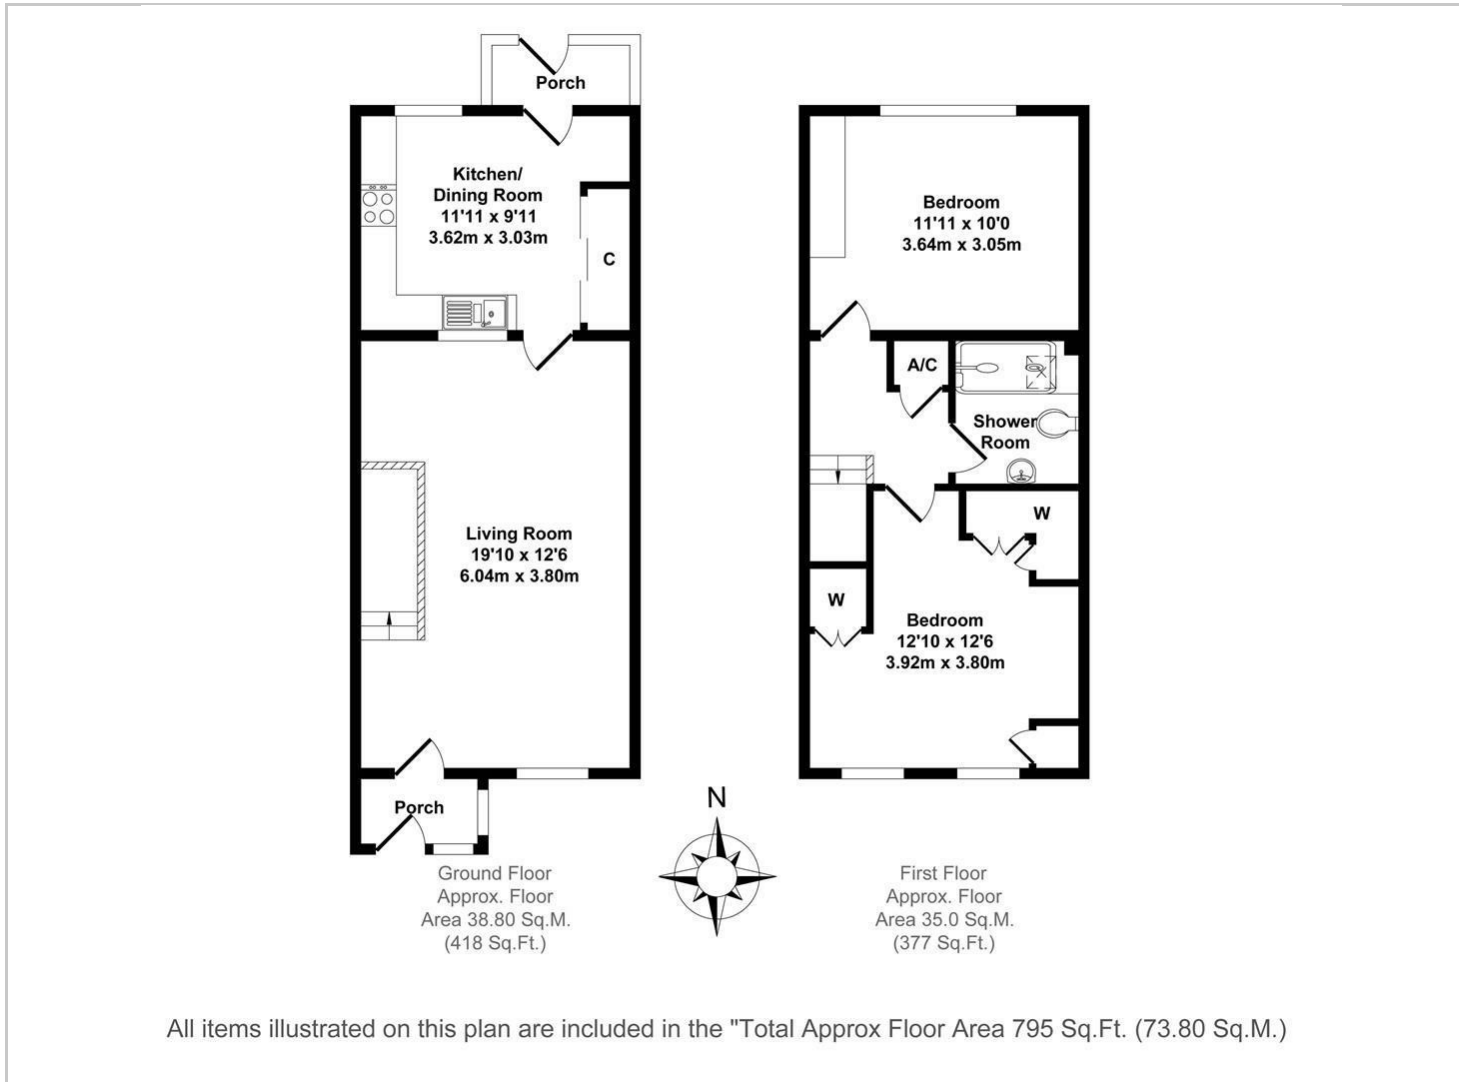 Porch
Kitchen/
Dining Room
11'11 x 9'11
3.62m x 3.03m
C
Living Room
19'10 x 12'6
6.04m x 3.80m
Porch
Ground Floor
Approx. Floor
Area 38.80 Sq.M.
(418 Sq.Ft.)
N
Bedroom
11'11 x 10'0
3.64m x 3.05m
A/C
Shower
Room
W
W
Bedroom
12'10 x 12'6
3.92m x 3.80m
First Floor
Approx. Floor
Area 35.0 Sq.M.
(377 Sq.Ft.)
All items illustrated on this plan are included in the "Total Approx Floor Area 795 Sq.Ft. (73.80 Sq.M.)